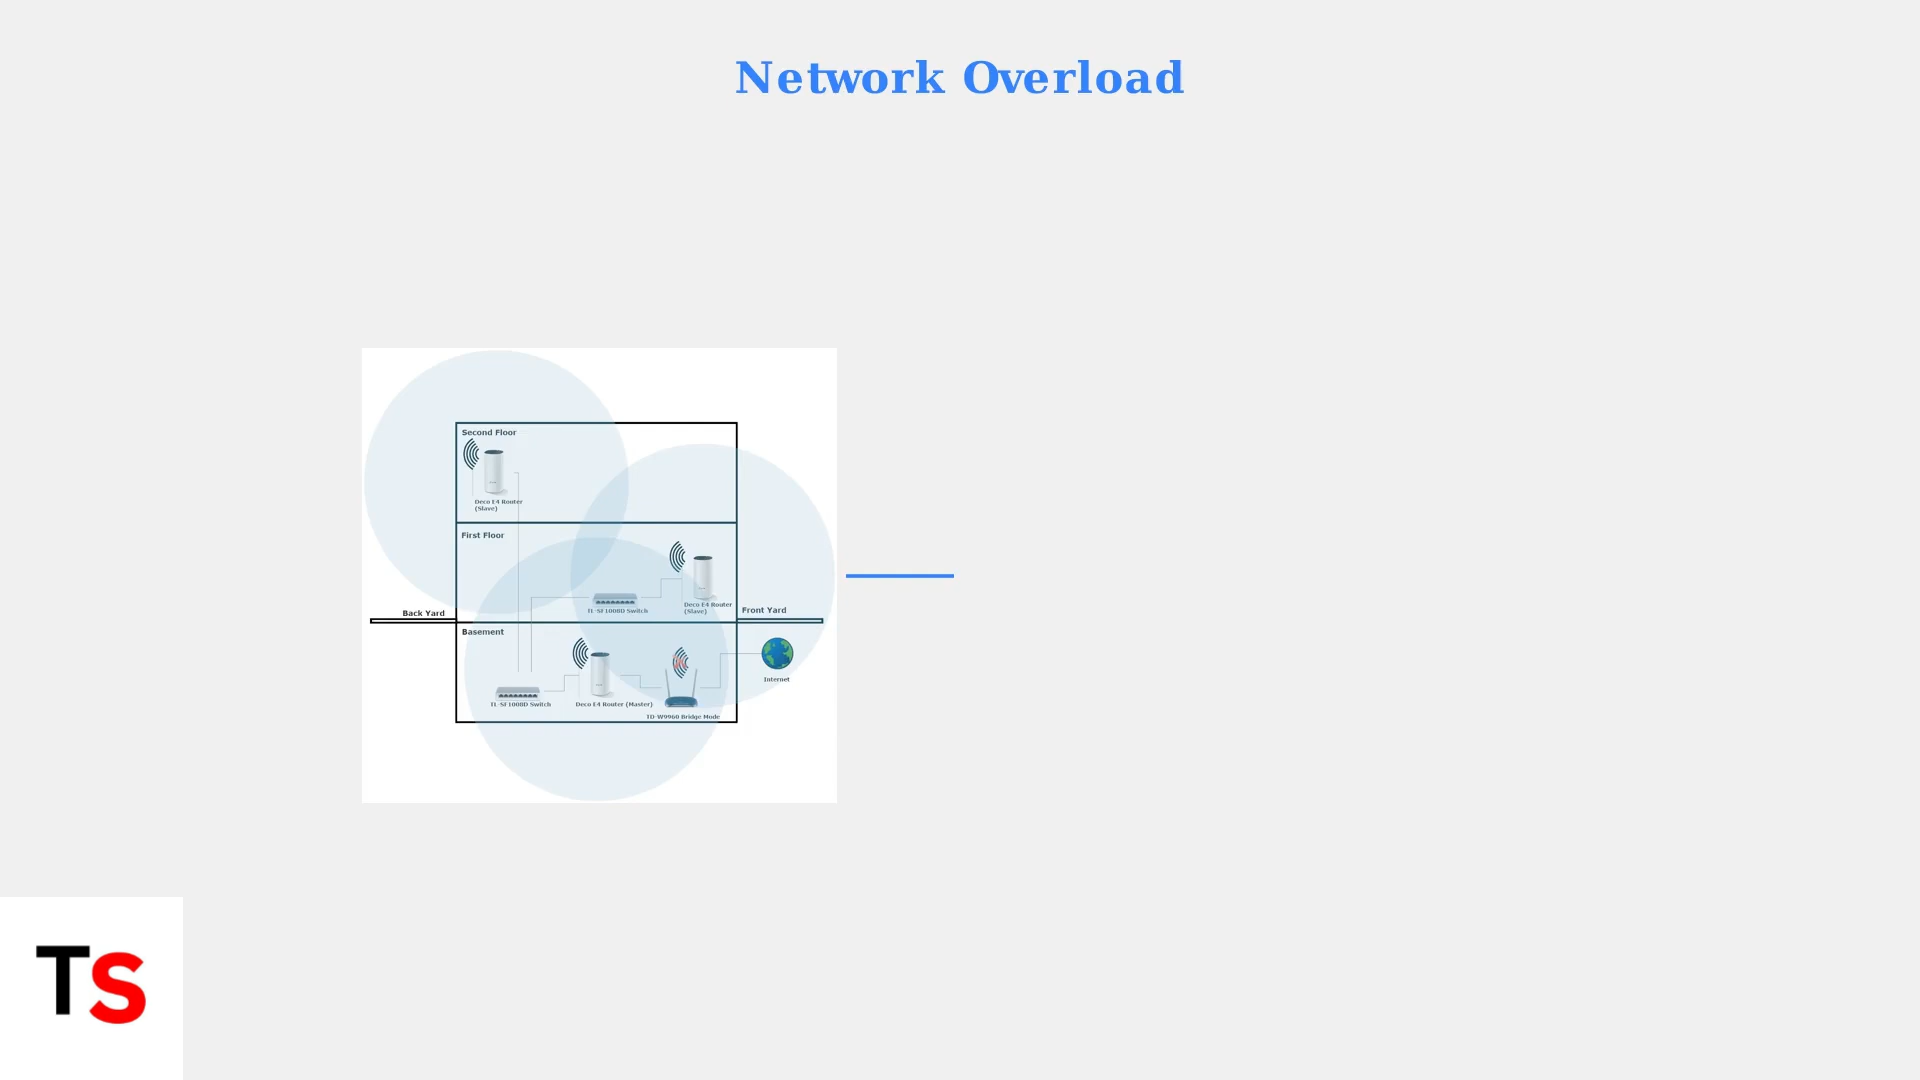 Network Overload
Second Floor
Deco E4 Router
(Slave)
First Floor
TL-SF1008D Switch
Deco E4 Router
(Slave)
Back Yard
Front Yard
Basement
Internet
TL-SF1008D Switch
Deco E4 Router (Master)
TD-W9960 Bridge Mode
TS